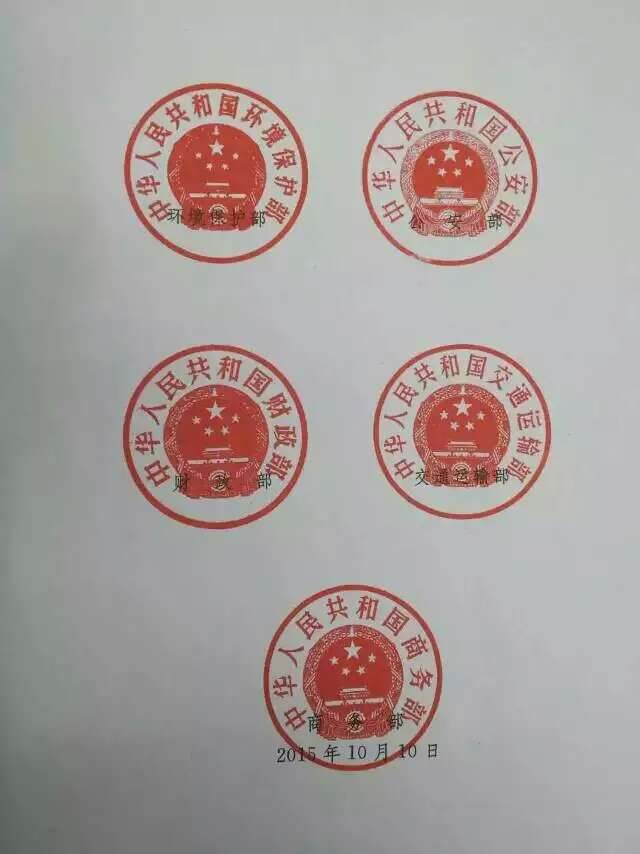 中华人民共和国环境保护部
环境保护部
中华人民共和国公安部
公安部
中华人民共和国财政部
财政部
中华人民共和国交通运输部
交通运输部
中华人民共和国商务部
商务部
2015年10月10日